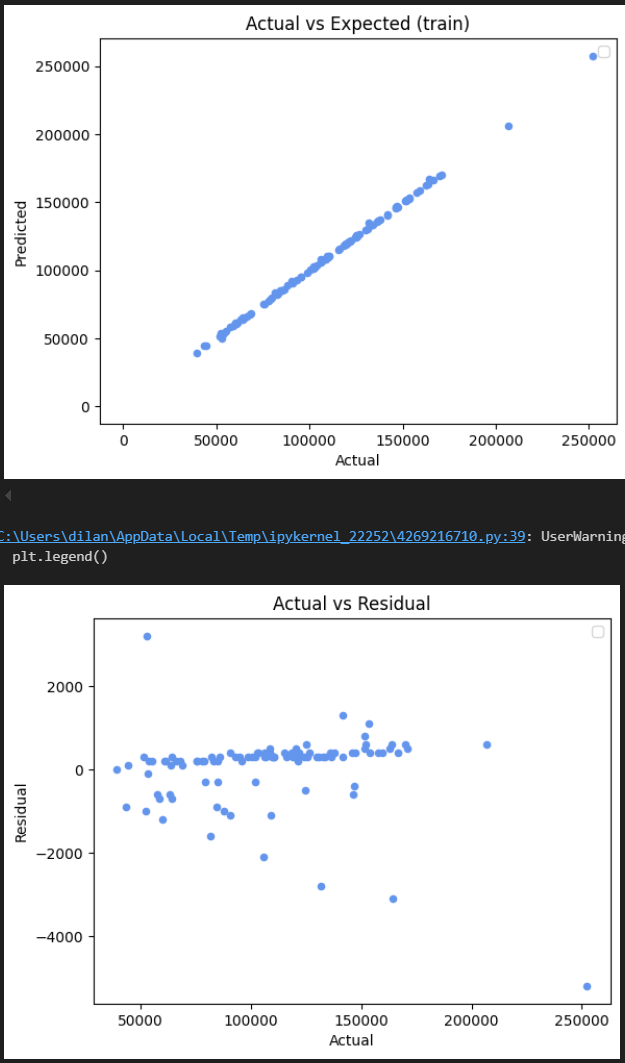 Actual vs Expected (train)
250000
200000
150000
100000
50000
0
Predicted
0 50000 100000 150000 200000 250000
Actual
C:\Users\dilan\AppData\Local\Temp\ipykernel_22252\4269216710.py:39: UserWarning
plt.legend()
Actual vs Residual
2000
0
−2000
−4000
Residual
50000 100000 150000 200000 250000
Actual